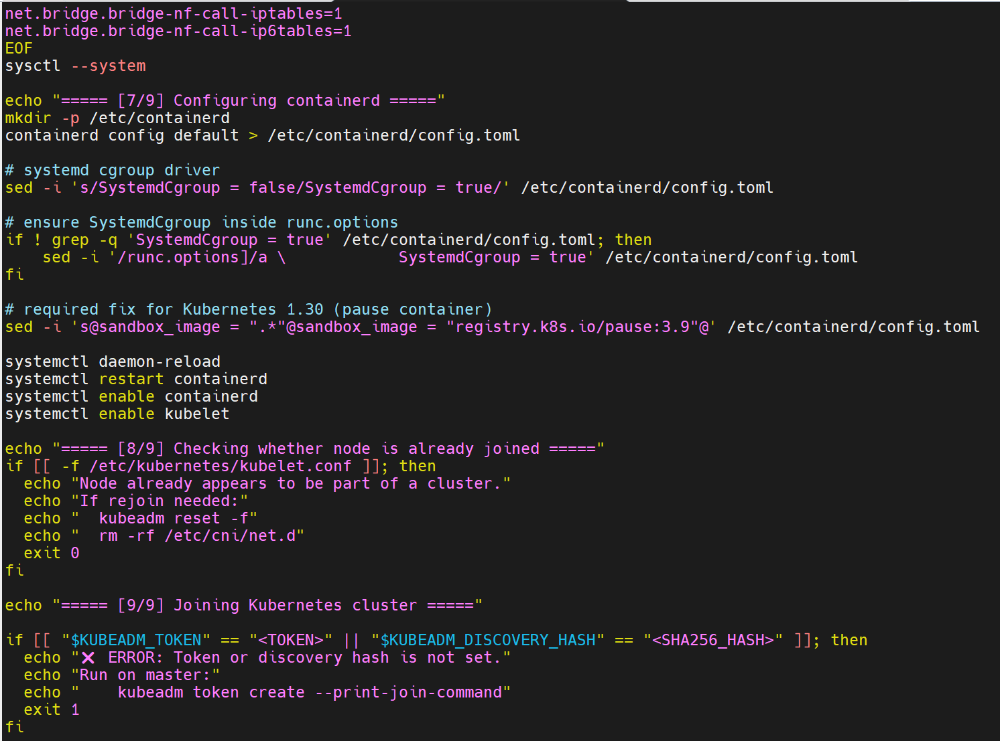 net.bridge.bridge-nf-call-iptables=1
net.bridge.bridge-nf-call-ip6tables=1
EOF
sysctl --system

echo "===== [7/9] Configuring containerd ====="
mkdir -p /etc/containerd
containerd config default > /etc/containerd/config.toml

# systemd cgroup driver
sed -i 's/SystemdCgroup = false/SystemdCgroup = true/' /etc/containerd/config.toml

# ensure SystemdCgroup inside runc.options
if ! grep -q 'SystemdCgroup = true' /etc/containerd/config.toml; then
    sed -i '/runc.options]/a \            SystemdCgroup = true' /etc/containerd/config.toml
fi

# required fix for Kubernetes 1.30 (pause container)
sed -i 's@sandbox_image = ".*"@sandbox_image = "registry.k8s.io/pause:3.9"@' /etc/containerd/config.toml

systemctl daemon-reload
systemctl restart containerd
systemctl enable containerd
systemctl enable kubelet

echo "===== [8/9] Checking whether node is already joined ====="
if [[ -f /etc/kubernetes/kubelet.conf ]]; then
  echo "Node already appears to be part of a cluster."
  echo "If rejoin needed:"
  echo "  kubeadm reset -f"
  echo "  rm -rf /etc/cni/net.d"
  exit 0
fi

echo "===== [9/9] Joining Kubernetes cluster ====="

if [[ "$KUBEADM_TOKEN" == "<TOKEN>" || "$KUBEADM_DISCOVERY_HASH" == "<SHA256_HASH>" ]]; then
  echo "❌ ERROR: Token or discovery hash is not set."
  echo "Run on master:"
  echo "    kubeadm token create --print-join-command"
  exit 1
fi